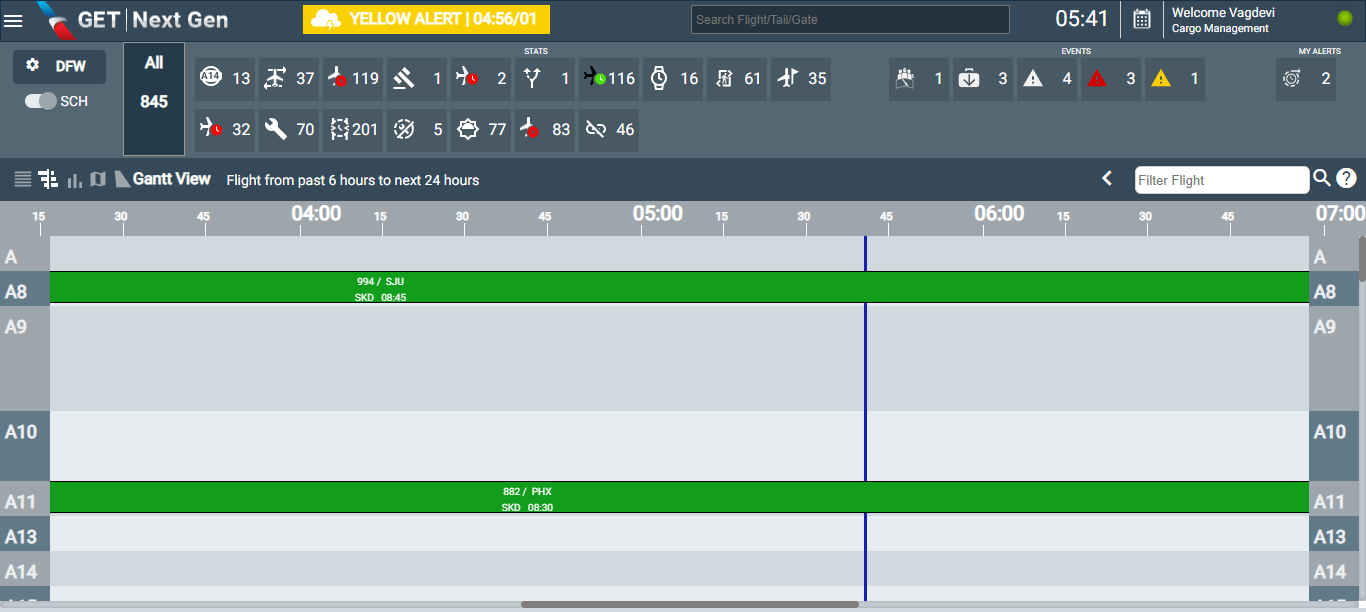 GET | Next Gen
YELLOW ALERT | 04:56/01
Search Flight/Tail/Gate
05:41
Welcome Vagdevi
Cargo Management
DFW
SCH
All
845
STATS
A14 13 37 119 1 2 1 116 16 61 35
32 70 201 5 77 83 46
EVENTS
1 3 4 3 1
MY ALERTS
2
Gantt View Flight from past 6 hours to next 24 hours
Filter Flight
?
15 30 45 04:00 15 30 45 05:00 15 30 45 06:00 15 30 45 07:00
A A
A8 994 / SJU A8
SKD 08:45
A9 A9
A10 A10
A11 882 / PHX A11
SKD 08:30
A13 A13
A14 A14